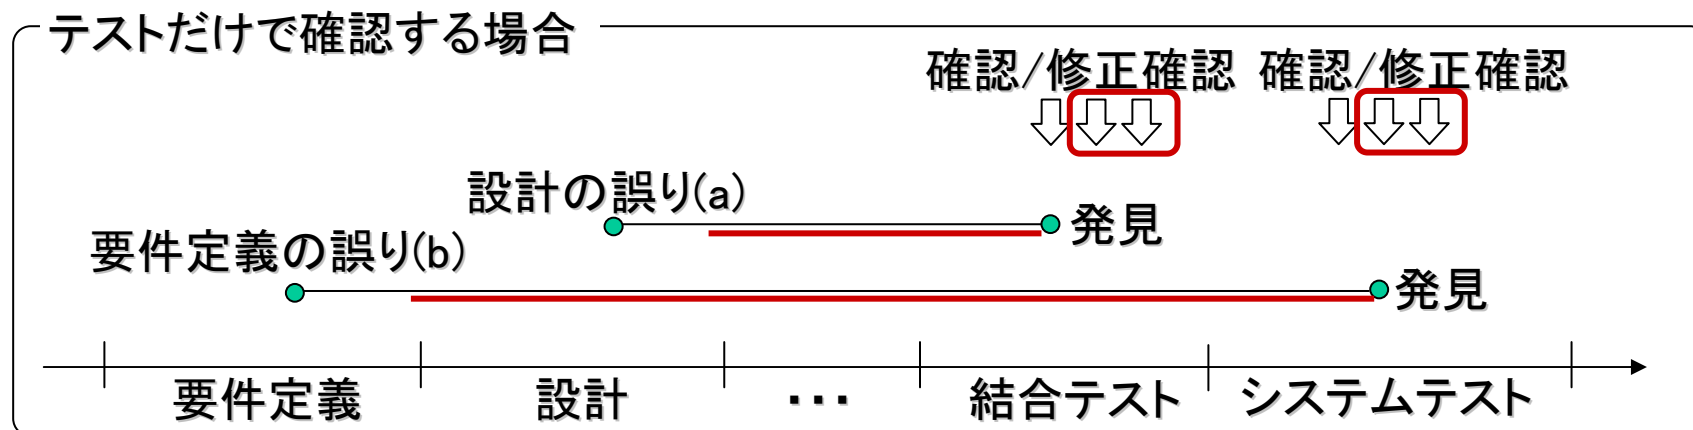 テストだけで確認する場合
確認/修正確認 確認/修正確認
設計の誤り(a)
発見
要件定義の誤り(b)
発見
要件定義 設計 ・・・ 結合テスト システムテスト